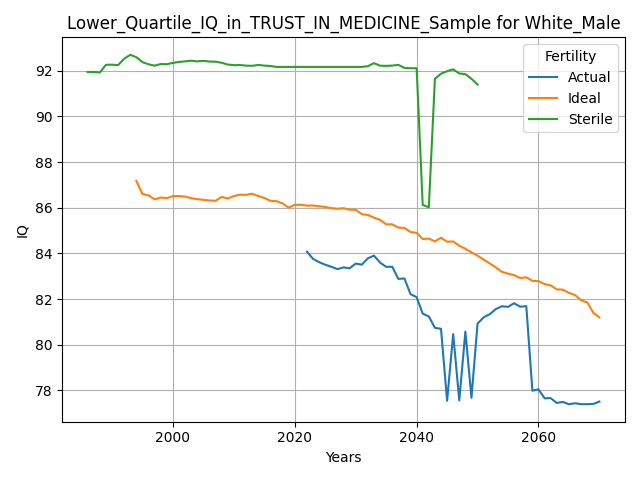 Lower_Quartile_IQ_in_TRUST_IN_MEDICINE_Sample for White_Male
Fertility
Actual
Ideal
Sterile
92
90
88
86
84
82
80
78
IQ
2000
2020
2040
2060
Years